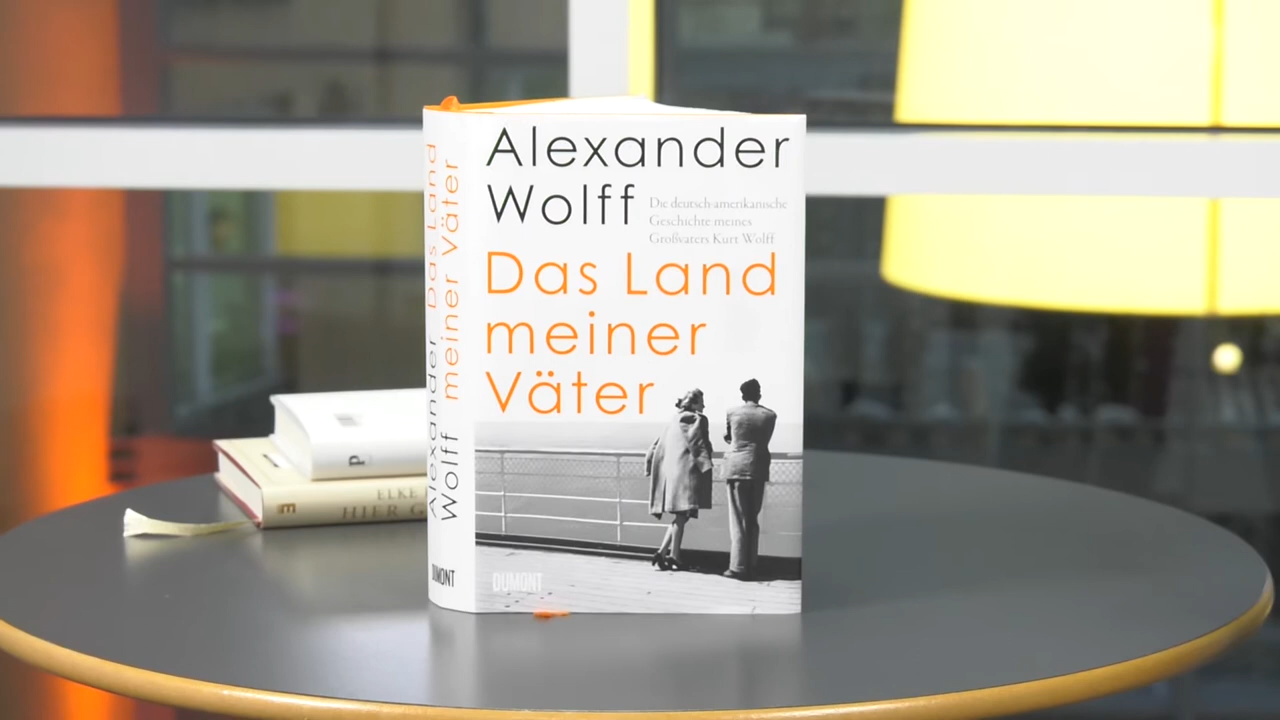 Alexander
Wolff
Die deutsch-amerikanische
Geschichte meines
Großvaters Kurt Wolff
Das Land
meiner
Väter
DUMONT
Alexander Das Land
Wolff meiner Väter
DUMONT
P
ELKE
E
HIER G